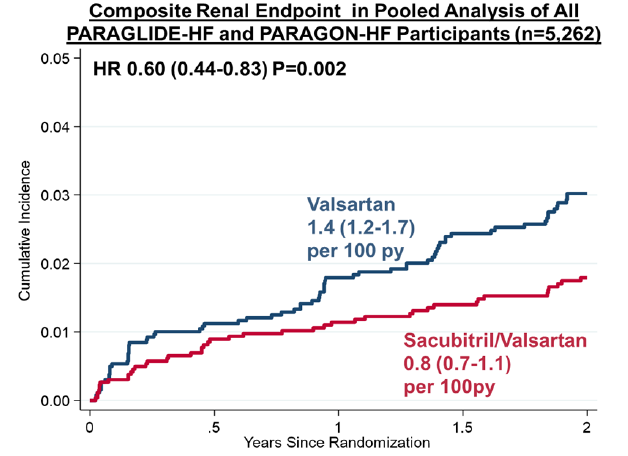 Composite Renal Endpoint in Pooled Analysis of All
PARAGLIDE-HF and PARAGON-HF Participants (n=5,262)
HR 0.60 (0.44-0.83) P=0.002
0.05
0.04
0.03
0.02
0.01
0.00
Cumulative Incidence
Valsartan
1.4 (1.2-1.7)
per 100 py
Sacubitril/Valsartan
0.8 (0.7-1.1)
per 100py
0 .5 1 1.5 2
Years Since Randomization